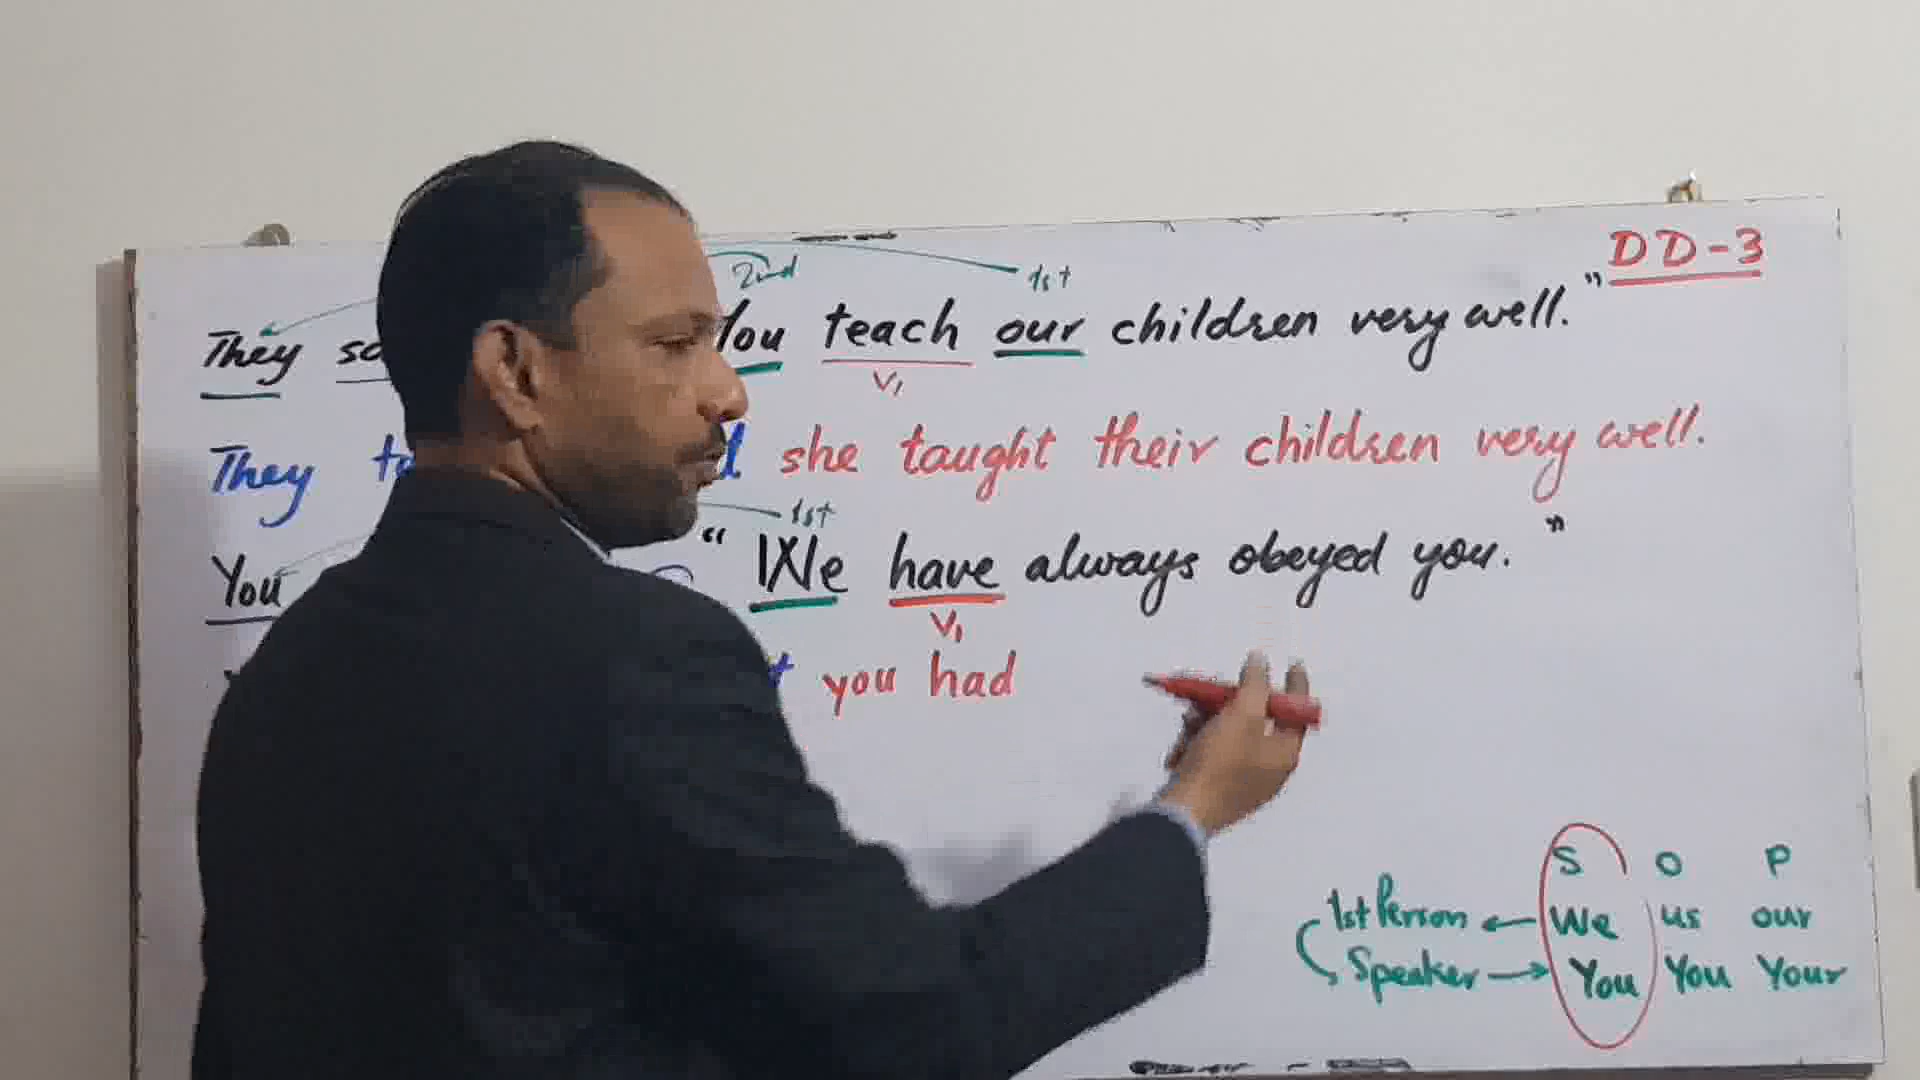 DD-3
2nd 1st
They You teach our children very well."
V1
They she taught their children very well.
1st
You "We have always obeyed you."
V1
you had
S O P
1st Person We us our
Speaker You You Your